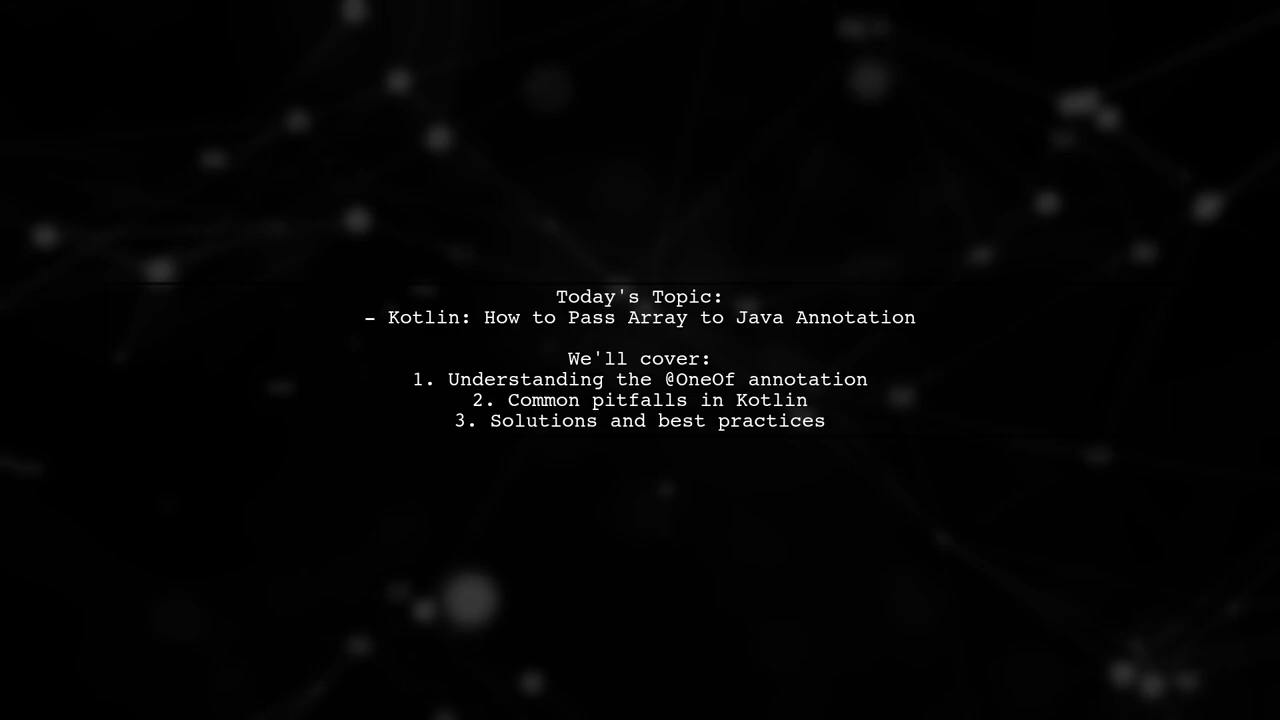 Today's Topic:
- Kotlin: How to Pass Array to Java Annotation
We'll cover:
1. Understanding the @OneOf annotation
2. Common pitfalls in Kotlin
3. Solutions and best practices